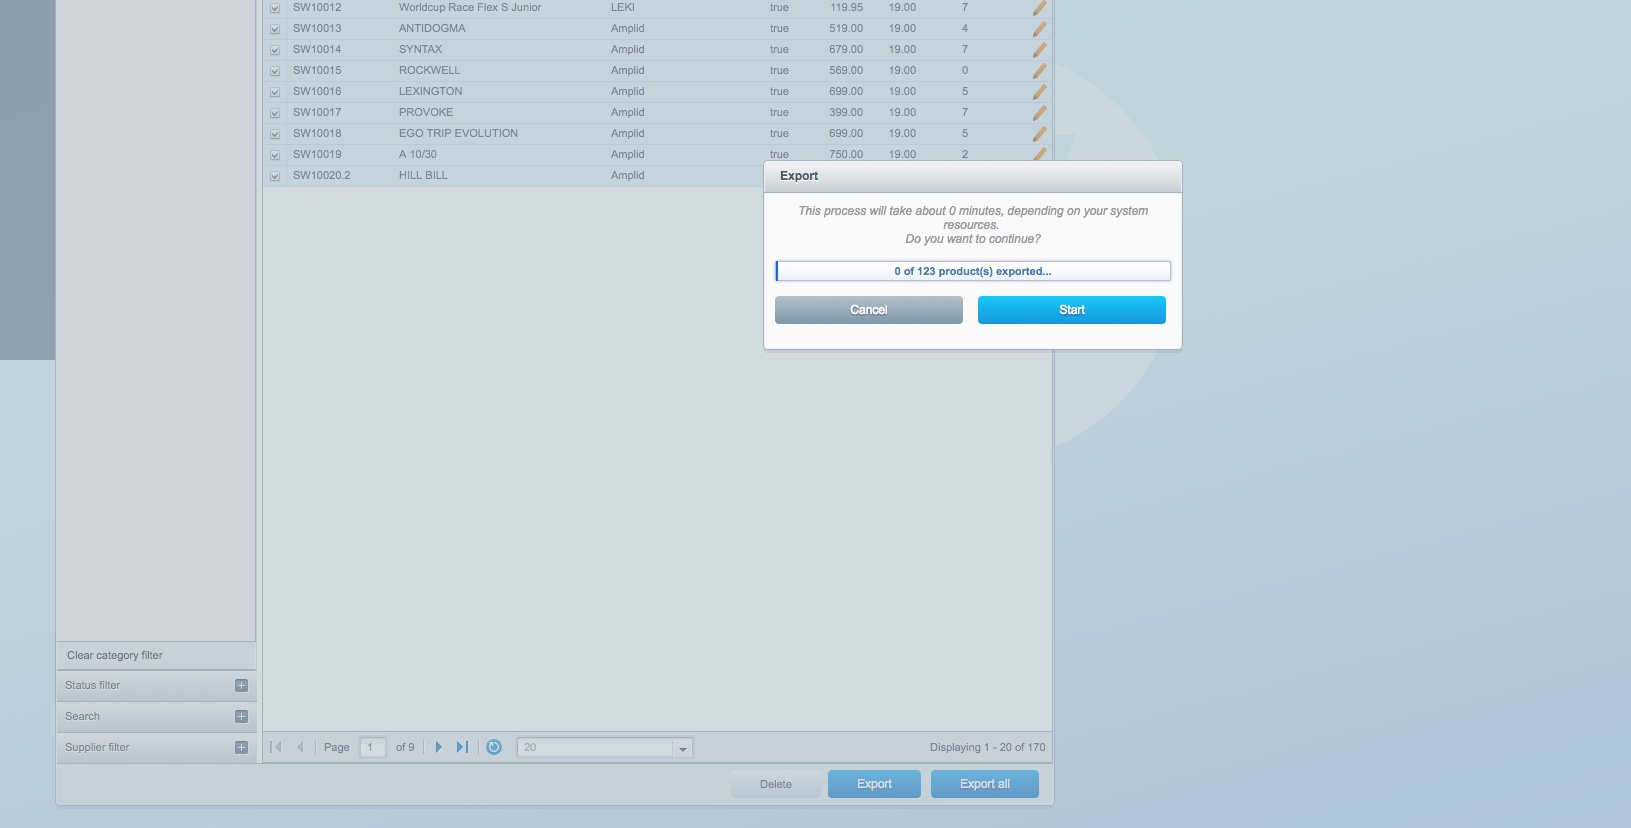 SW10012 Worldcup Race Flex S Junior LEKI true 119.95 19.00 7
SW10013 ANTIDOGMA Amplid true 519.00 19.00 4
SW10014 SYNTAX Amplid true 679.00 19.00 7
SW10015 ROCKWELL Amplid true 569.00 19.00 0
SW10016 LEXINGTON Amplid true 699.00 19.00 5
SW10017 PROVOKE Amplid true 399.00 19.00 7
SW10018 EGO TRIP EVOLUTION Amplid true 699.00 19.00 5
SW10019 A 10/30 Amplid true 750.00 19.00 2
SW10020.2 HILL BILL Amplid
Export
This process will take about 0 minutes, depending on your system
resources.
Do you want to continue?
0 of 123 product(s) exported...
Cancel Start
Clear category filter
Status filter
Search
Supplier filter
Page 1 of 9 20 Displaying 1 - 20 of 170
Delete Export Export all